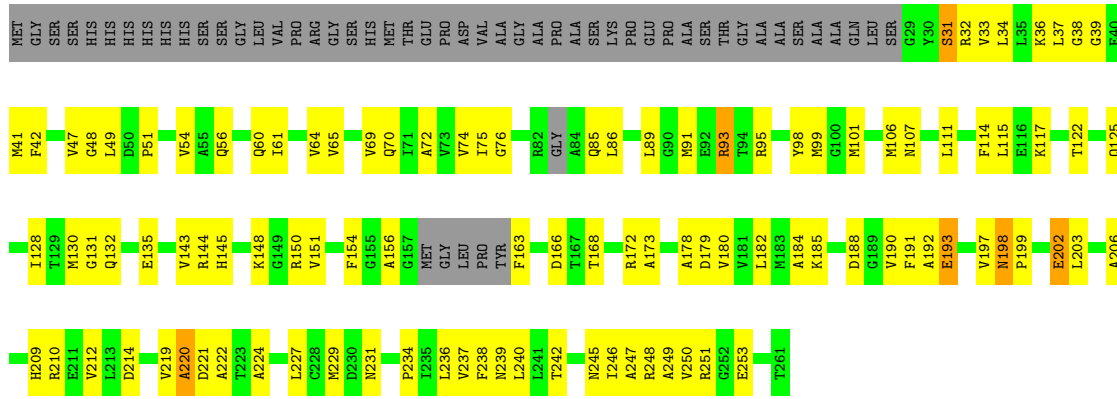 MET GLY SER SER HIS HIS HIS HIS HIS HIS SER SER GLY LEU VAL PRO ARG GLY SER HIS MET THR GLU PRO ASP VAL ALA GLY ALA PRO ALA SER LYS PRO GLU PRO ALA SER THR GLY ALA ALA SER ALA ALA GLN LEU SER G29 Y30 S31 R32 V33 L34 L35 K36 L37 G38 G39 E40
M41 F42 V47 G48 L49 D50 P51 V54 A55 Q56 Q60 I61 V64 V65 V69 Q70 I71 A72 V73 V74 I75 G76 R82 GLY A84 Q85 L86 L89 G90 M91 E92 R93 T94 R95 Y98 M99 G100 M101 M106 N107 L111 F114 L115 E116 K117 T122 Q125
I128 T129 M130 G131 Q132 E135 V143 R144 H145 K148 G149 R150 V151 F154 G155 A156 G157 MET GLY LEU PRO TYR F163 D166 T167 T168 R172 A173 A178 D179 V180 V181 L182 M183 A184 K185 D188 G189 V190 F191 A192 E193 V197 N198 P199 E202 L203 A206
H209 R210 E211 V212 L213 D214 V219 A220 D221 A222 T223 A224 L227 C228 M229 D230 N231 P234 I235 L236 V237 F238 N239 L240 L241 T242 N245 I246 A247 R248 A249 V250 R251 G252 E253 T261